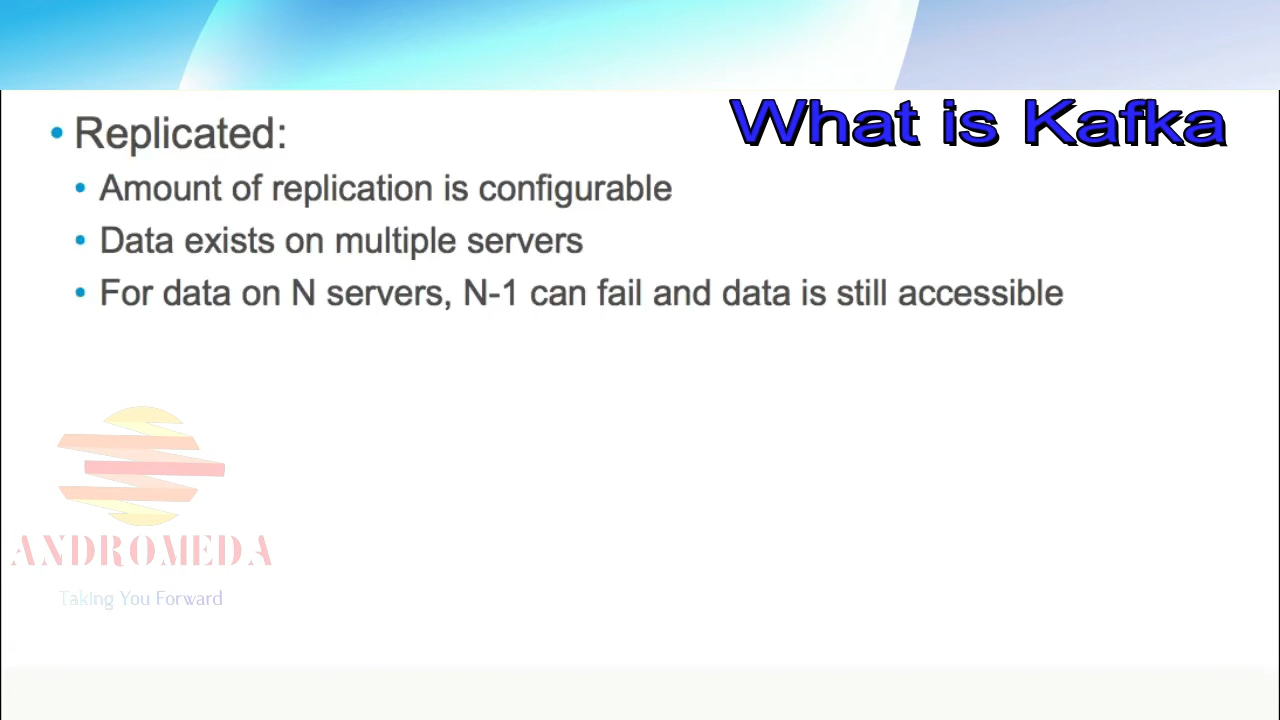 What is Kafka
• Replicated:
• Amount of replication is configurable
• Data exists on multiple servers
• For data on N servers, N-1 can fail and data is still accessible
ANDROMEDA
Taking You Forward